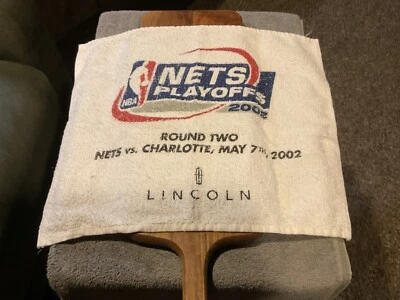 NETS
PLAYOFFS
NBA
2002
ROUND TWO
NETS vs. CHARLOTTE, MAY 7TH, 2002
LINCOLN